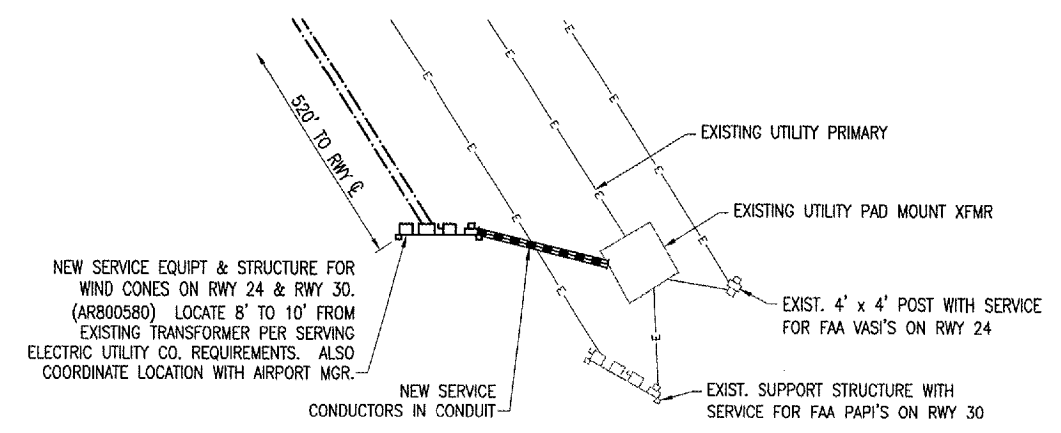 520' TO RWY ℄
E
E
E
E
E
E
E
E
E
E
EXISTING UTILITY PRIMARY
EXISTING UTILITY PAD MOUNT XFMR
NEW SERVICE EQUIPT & STRUCTURE FOR
WIND CONES ON RWY 24 & RWY 30.
(AR800580) LOCATE 8' TO 10' FROM
EXISTING TRANSFORMER PER SERVING
ELECTRIC UTILITY CO. REQUIREMENTS. ALSO
COORDINATE LOCATION WITH AIRPORT MGR.
NEW SERVICE
CONDUCTORS IN CONDUIT
EXIST. 4' x 4' POST WITH SERVICE
FOR FAA VASI'S ON RWY 24
EXIST. SUPPORT STRUCTURE WITH
SERVICE FOR FAA PAPI'S ON RWY 30